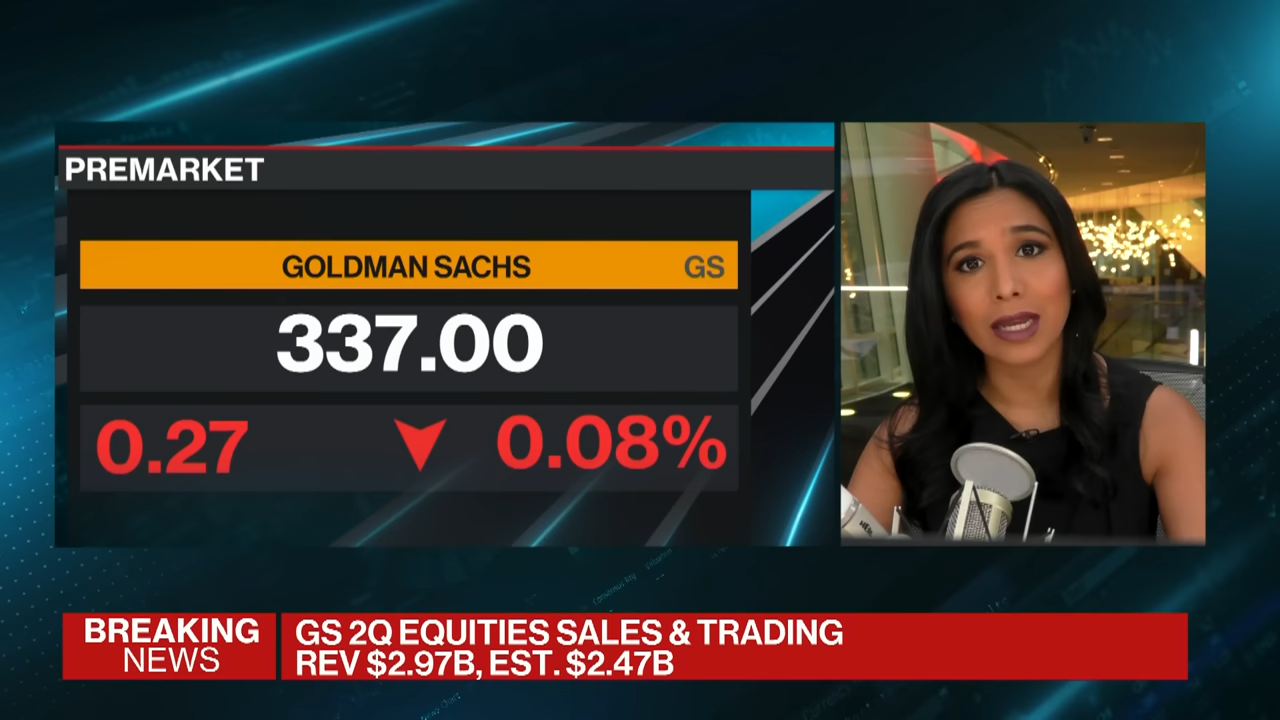 PREMARKET
GOLDMAN SACHS GS
337.00
0.27 0.08%
BREAKING
NEWS
GS 2Q EQUITIES SALES & TRADING
REV $2.97B, EST. $2.47B